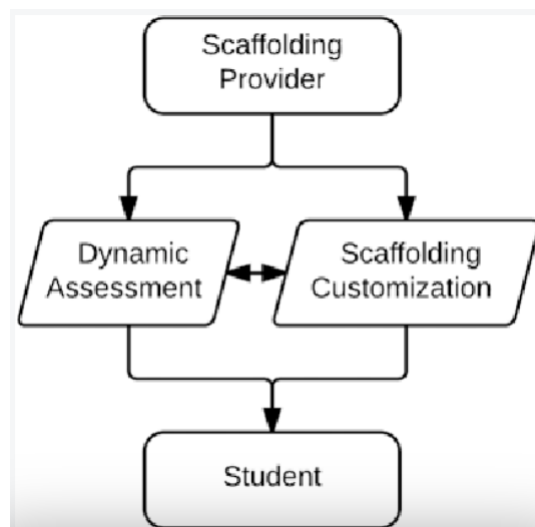 Scaffolding
Provider
Dynamic
Assessment
Scaffolding
Customization
Student